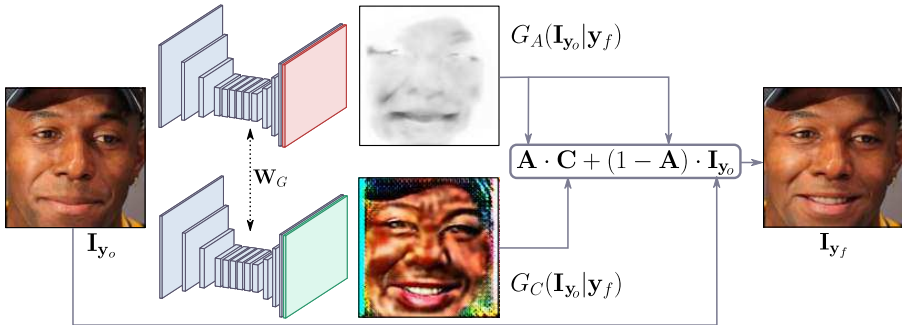 G_A(I_{y_o}|y_f)
W_G
A · C + (1 − A) · I_{y_o}
I_{y_o}
I_{y_f}
G_C(I_{y_o}|y_f)